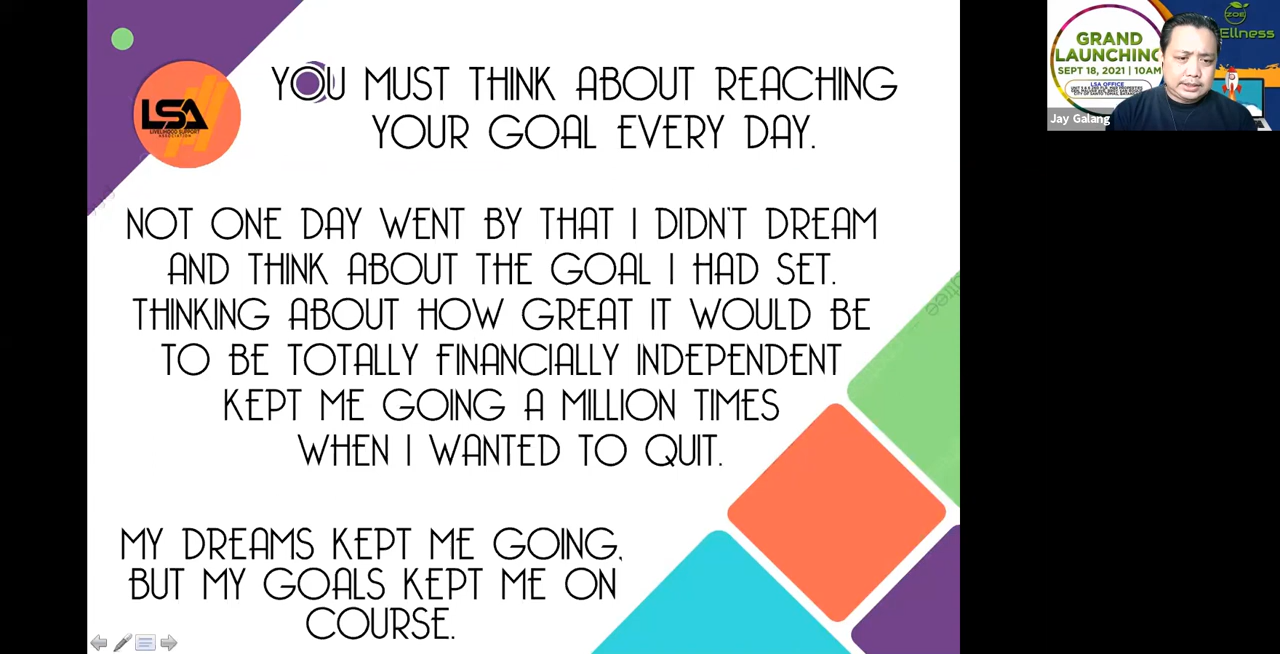 LSA
LIVELIHOOD SUPPORT
ASSOCIATION
YOU MUST THINK ABOUT REACHING
YOUR GOAL EVERY DAY.
NOT ONE DAY WENT BY THAT I DIDN'T DREAM
AND THINK ABOUT THE GOAL I HAD SET.
THINKING ABOUT HOW GREAT IT WOULD BE
TO BE TOTALLY FINANCIALLY INDEPENDENT
KEPT ME GOING A MILLION TIMES
WHEN I WANTED TO QUIT.
MY DREAMS KEPT ME GOING,
BUT MY GOALS KEPT ME ON
COURSE.
GRAND
LAUNCHING
SEPT 18, 2021 | 10AM
LSA OFFICE
ZOE
Ellness
Jay Galang